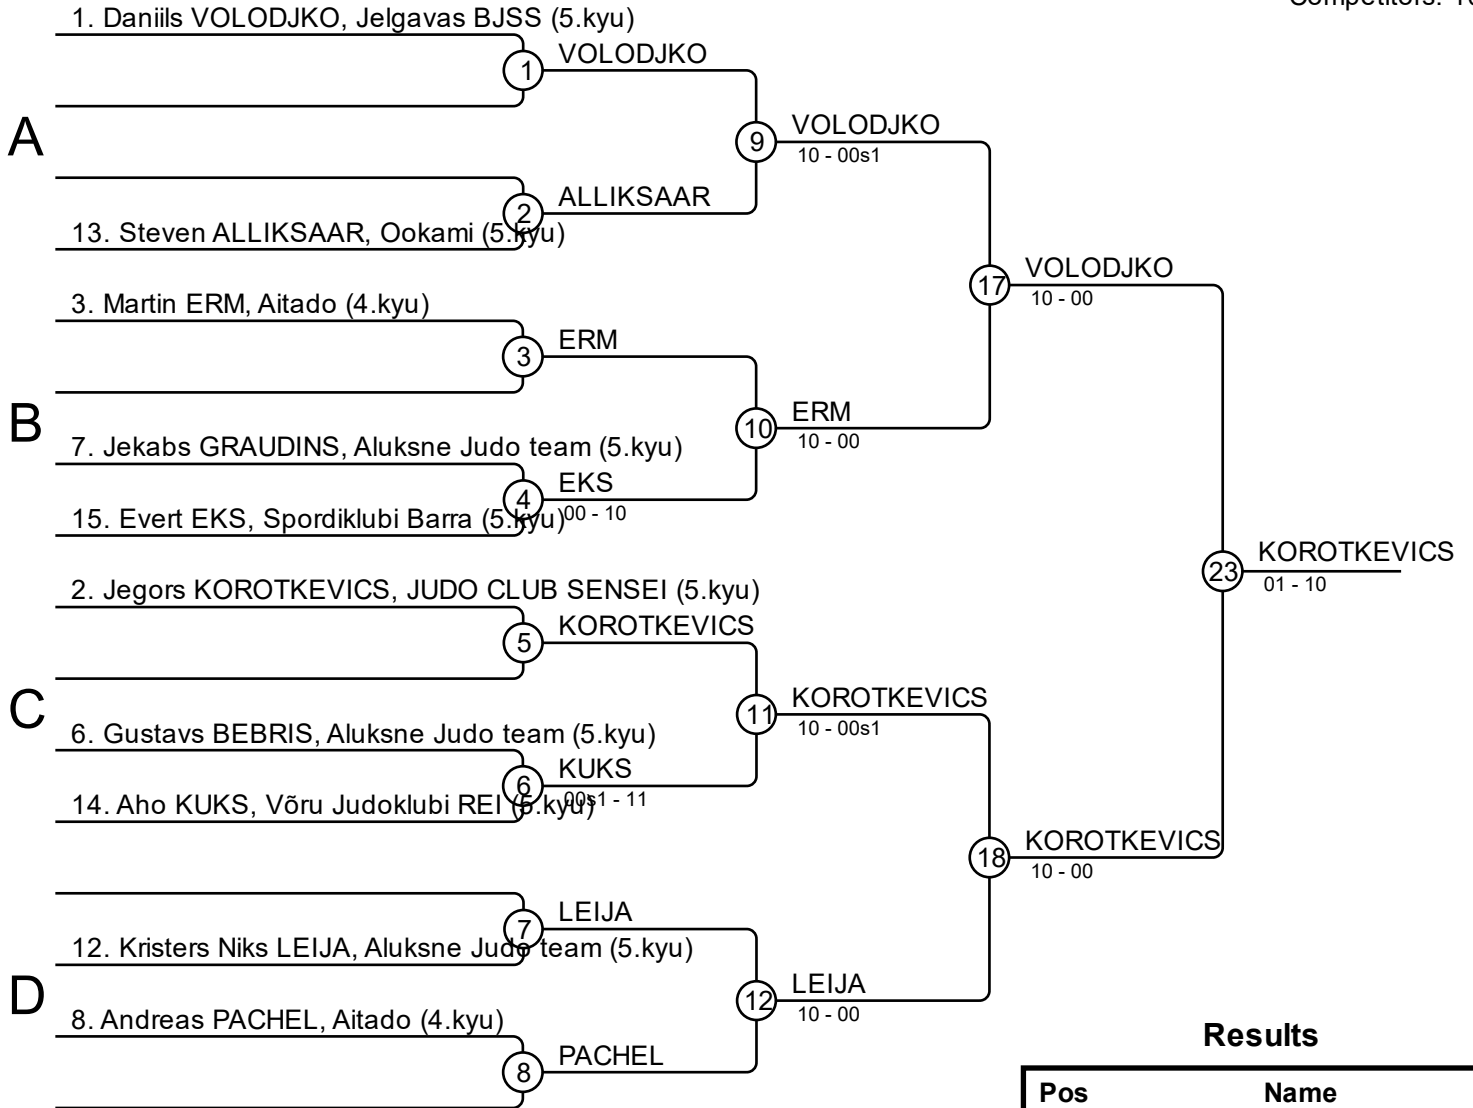 Competitors:
1. Daniils VOLODJKO, Jelgavas BJSS (5.kyu)
1
VOLODJKO
A
9
VOLODJKO
10 - 00s1
2
ALLIKSAAR
13. Steven ALLIKSAAR, Ookami (5.kyu)
17
VOLODJKO
10 - 00
3. Martin ERM, Aitado (4.kyu)
3
ERM
B
10
ERM
10 - 00
7. Jekabs GRAUDINS, Aluksne Judo team (5.kyu)
4
EKS
00 - 10
15. Evert EKS, Spordiklubi Barra (5.kyu)
23
KOROTKEVICS
01 - 10
2. Jegors KOROTKEVICS, JUDO CLUB SENSEI (5.kyu)
5
KOROTKEVICS
C
11
KOROTKEVICS
10 - 00s1
6. Gustavs BEBRIS, Aluksne Judo team (5.kyu)
6
KUKS
00s1 - 11
14. Aho KUKS, Võru Judoklubi REI (5.kyu)
18
KOROTKEVICS
10 - 00
7
LEIJA
12. Kristers Niks LEIJA, Aluksne Judo team (5.kyu)
D
12
LEIJA
10 - 00
8. Andreas PACHEL, Aitado (4.kyu)
8
PACHEL
Results
Pos Name